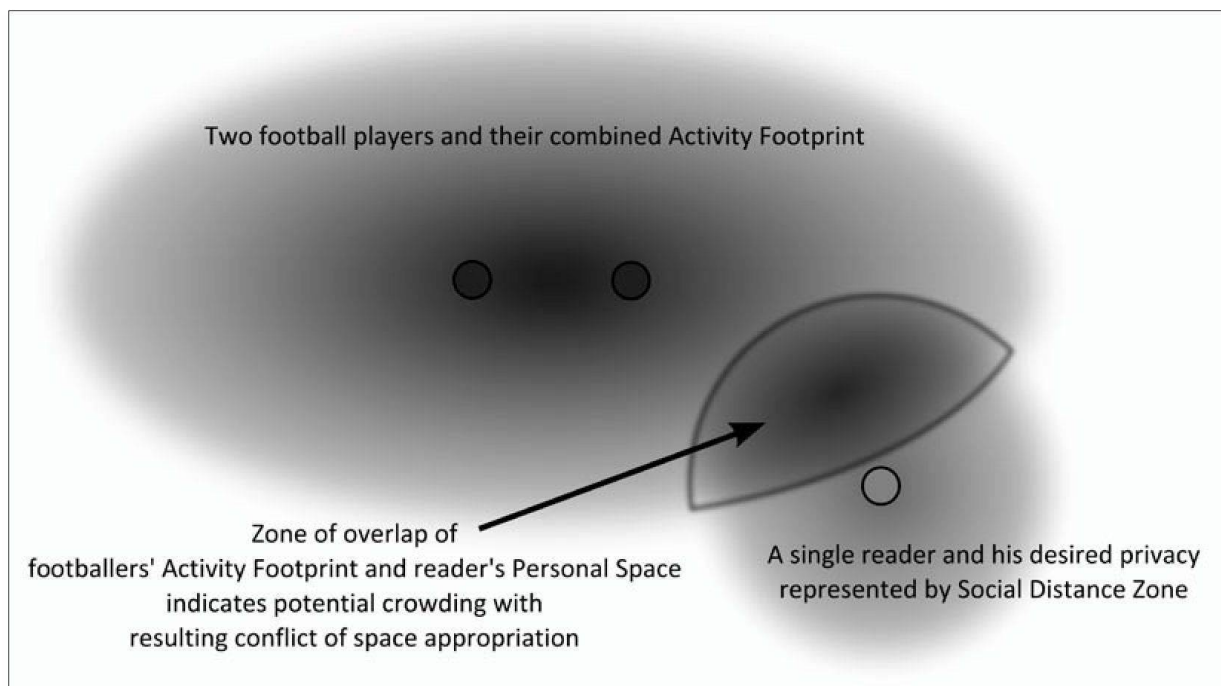 Two football players and their combined Activity Footprint
Zone of overlap of
footballers' Activity Footprint and reader's Personal Space
indicates potential crowding with
resulting conflict of space appropriation
A single reader and his desired privacy
represented by Social Distance Zone